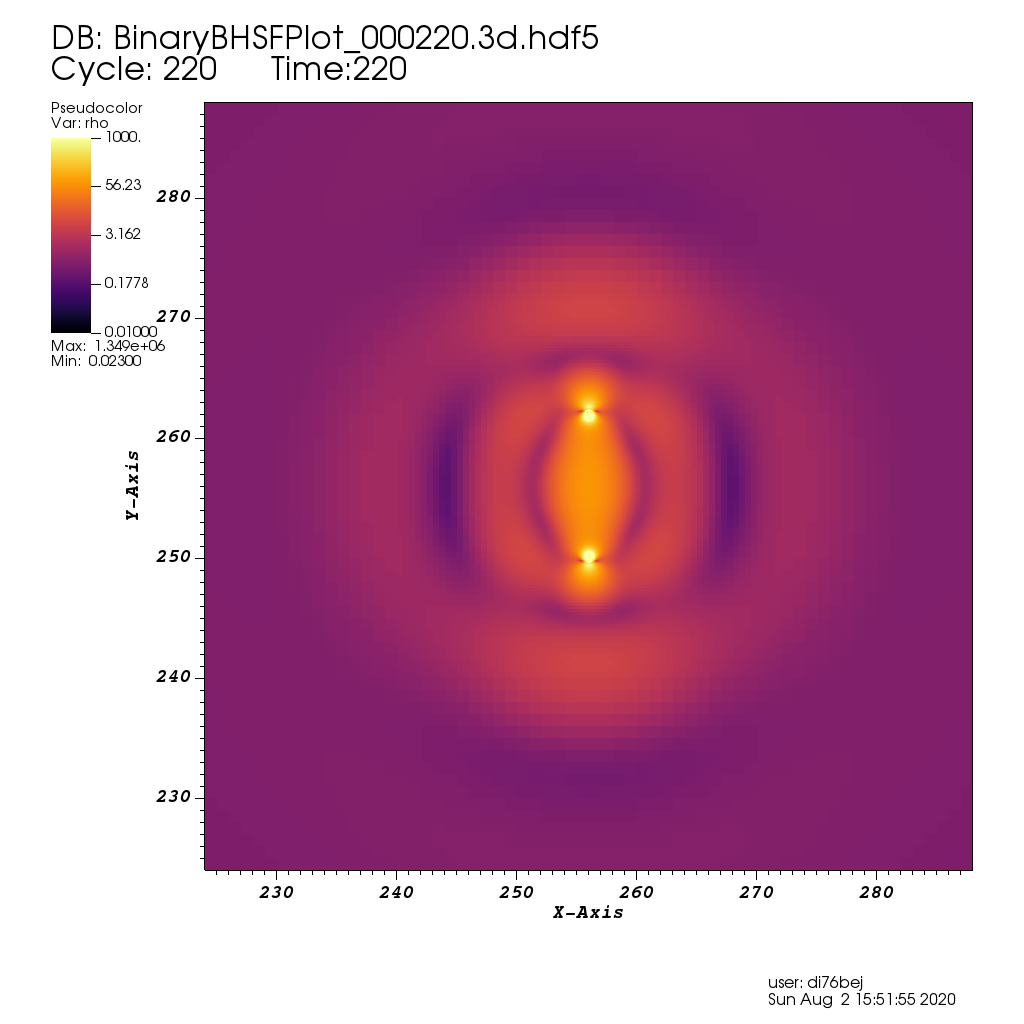 DB: BinaryBHSFPlot_000220.3d.hdf5
Cycle: 220 Time:220
Pseudocolor
Var: rho
1000.
56.23
3.162
0.1778
0.01000
Max: 1.349e+06
Min: 0.02300
280
270
260
250
240
230
Y-Axis
230 240 250 260 270 280
X-Axis
user: di76bej
Sun Aug 2 15:51:55 2020